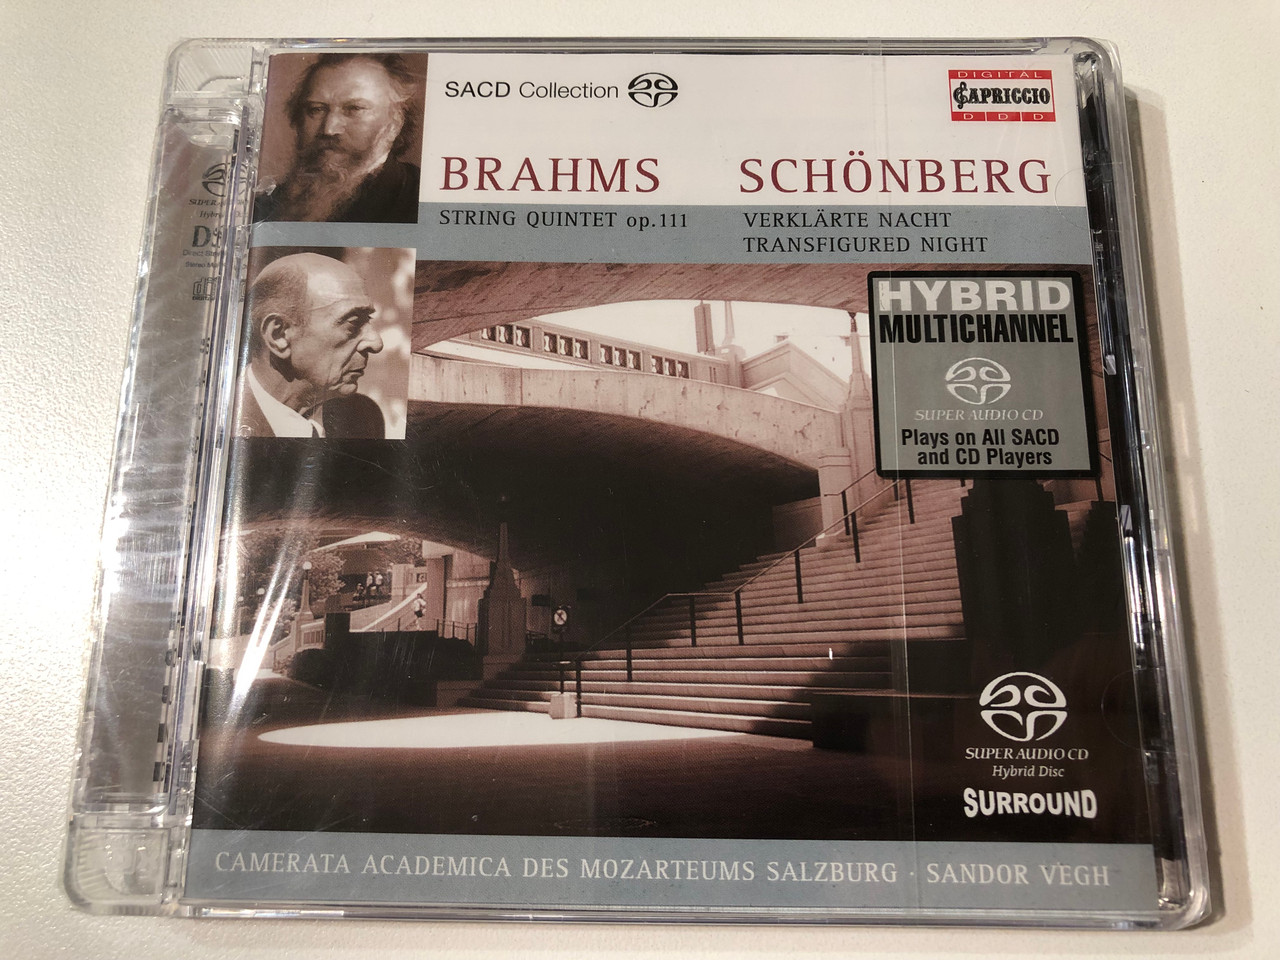 SACD Collection
DIGITAL
CAPRICCIO
DDD
BRAHMS
STRING QUINTET op.111
SCHÖNBERG
VERKLÄRTE NACHT
TRANSFIGURED NIGHT
HYBRID
MULTICHANNEL
SUPER AUDIO CD
Plays on All SACD
and CD Players
SUPER AUDIO CD
Hybrid Disc
SURROUND
CAMERATA ACADEMICA DES MOZARTEUMS SALZBURG · SANDOR VEGH